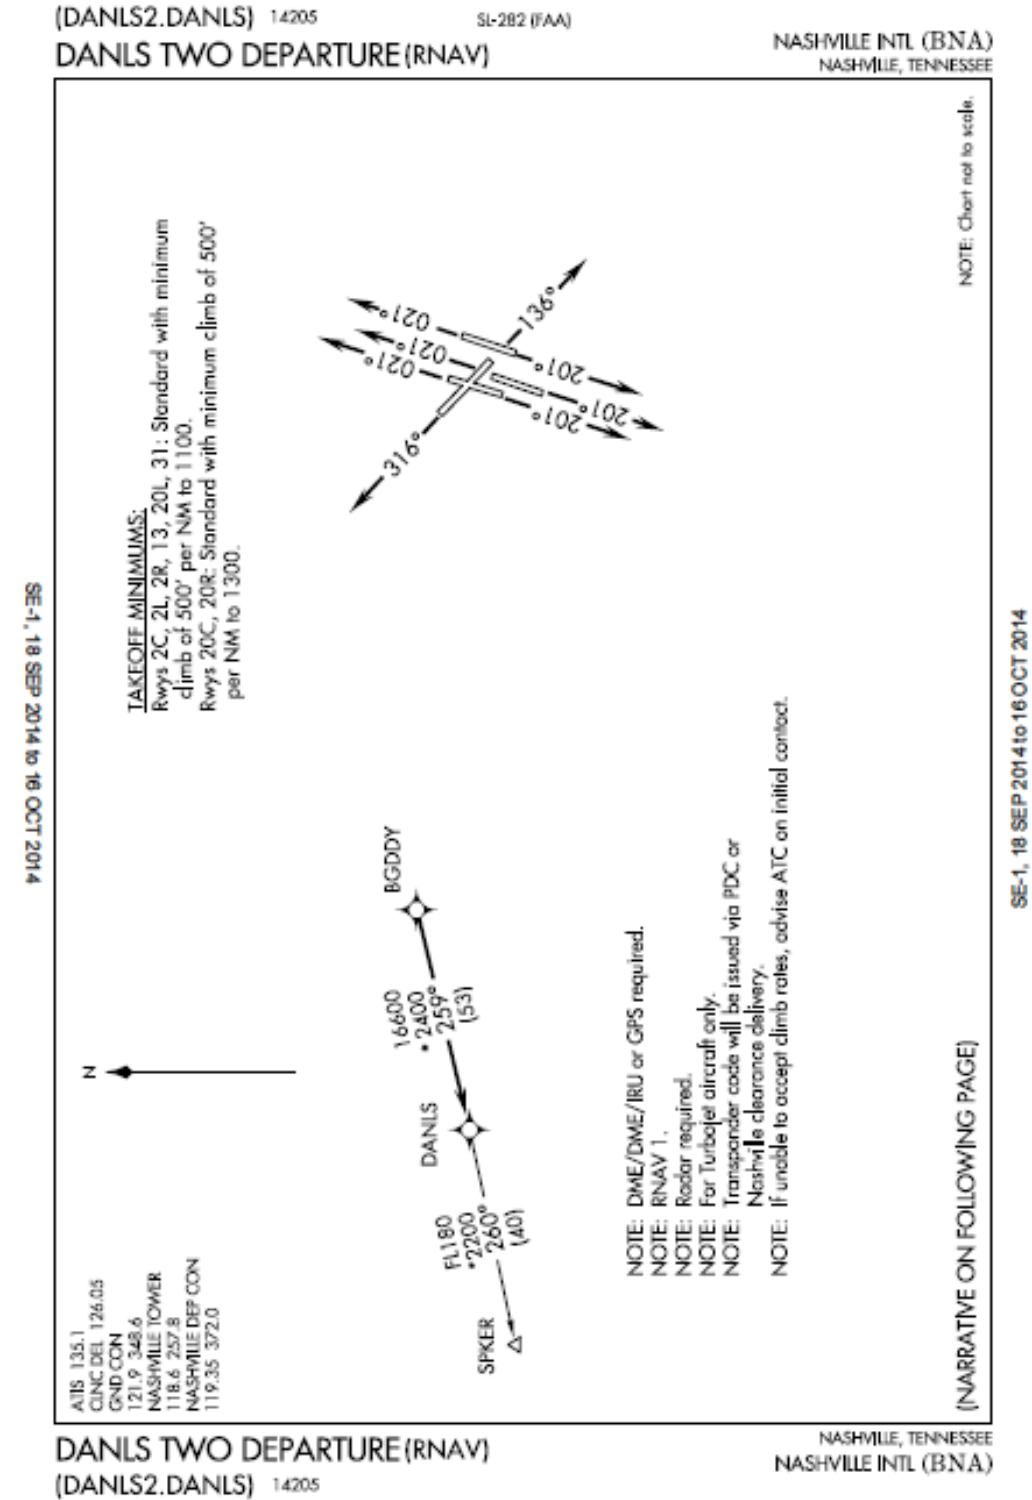 (DANLS2.DANLS) 14205
SL-282 (FAA)
DANLS TWO DEPARTURE (RNAV)
NASHVILLE INTL (BNA)
NASHVILLE, TENNESSEE
NOTE: Chart not to scale.
TAKEOFF MINIMUMS:
Rwys 2C, 2L, 2R, 13, 20L, 31: Standard with minimum
climb of 500' per NM to 1100.
Rwys 20C, 20R: Standard with minimum climb of 500'
per NM to 1300.
021°
021°
021°
136°
201°
201°
201°
316°
BGDDY
16600
*2400
259°
(53)
N
DANLS
FL180
*2200
260°
(40)
SPKER
NOTE: DME/DME/IRU or GPS required.
NOTE: RNAV 1.
NOTE: Radar required.
NOTE: For Turbojet aircraft only.
NOTE: Transponder code will be issued via PDC or
Nashville clearance delivery.
NOTE: If unable to accept climb rates, advise ATC on initial contact.
ATIS 135.1
CLNC DEL 126.05
GND CON
121.9 348.6
NASHVILLE TOWER
118.6 257.8
NASHVILLE DEP CON
119.35 372.0
(NARRATIVE ON FOLLOWING PAGE)
SE-1, 18 SEP 2014 to 16 OCT 2014
SE-1, 18 SEP 2014 to 16 OCT 2014
DANLS TWO DEPARTURE (RNAV)
(DANLS2.DANLS) 14205
NASHVILLE, TENNESSEE
NASHVILLE INTL (BNA)